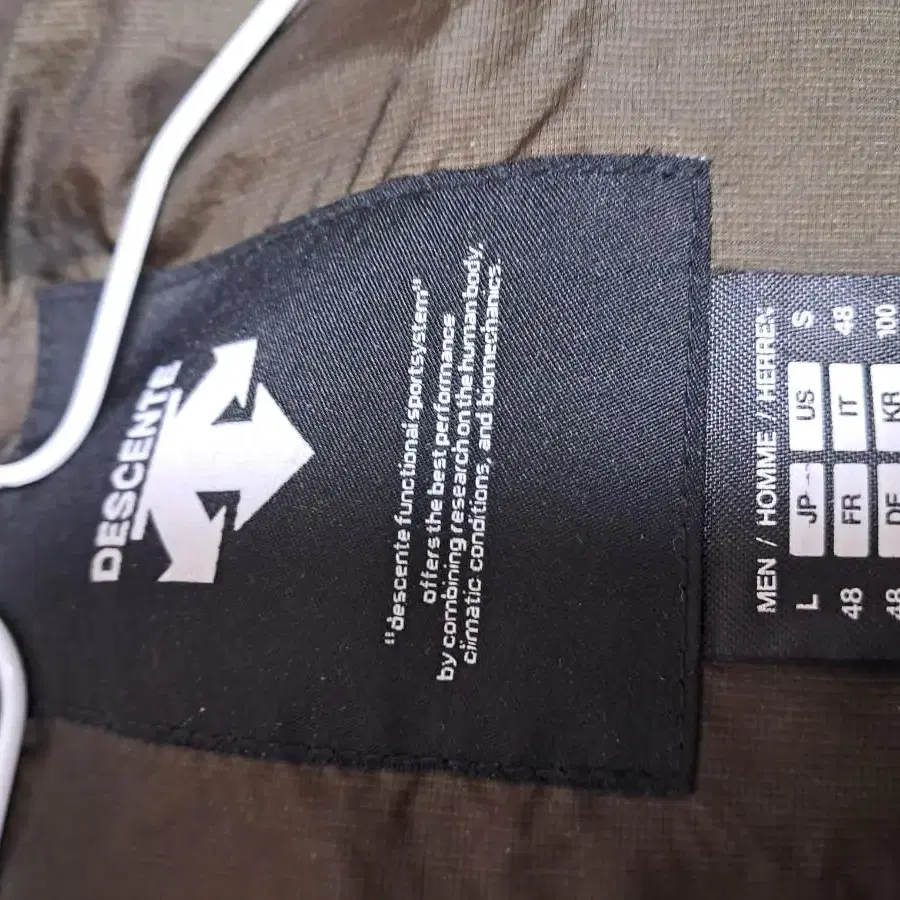 DESCENTE
"descente functional sportsystem"
offers the best performance
by combining research on the human body,
climatic conditions, and biomechanics.
MEN / HOMME / HERREN
L JP US S
48 FR IT 48
48 DE KR 100